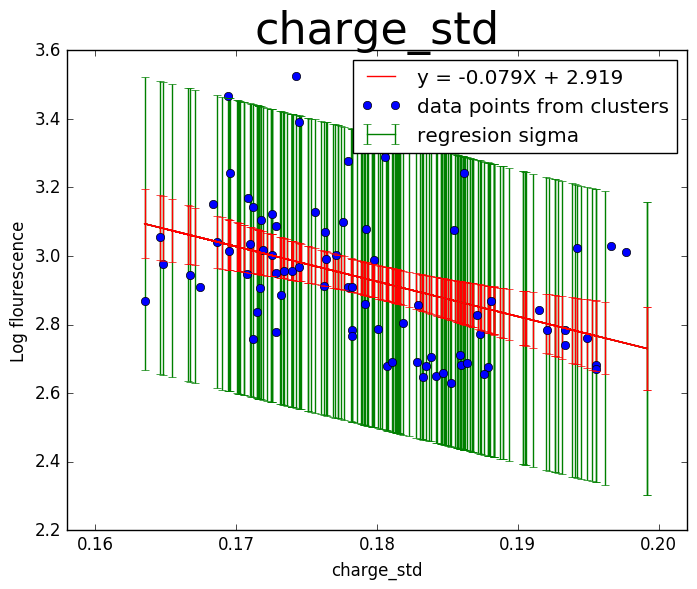 charge_std
y = -0.079X + 2.919
data points from clusters
regresion sigma
Log flourescence
3.6
3.4
3.2
3.0
2.8
2.6
2.4
2.2
0.16 0.17 0.18 0.19 0.20
charge_std